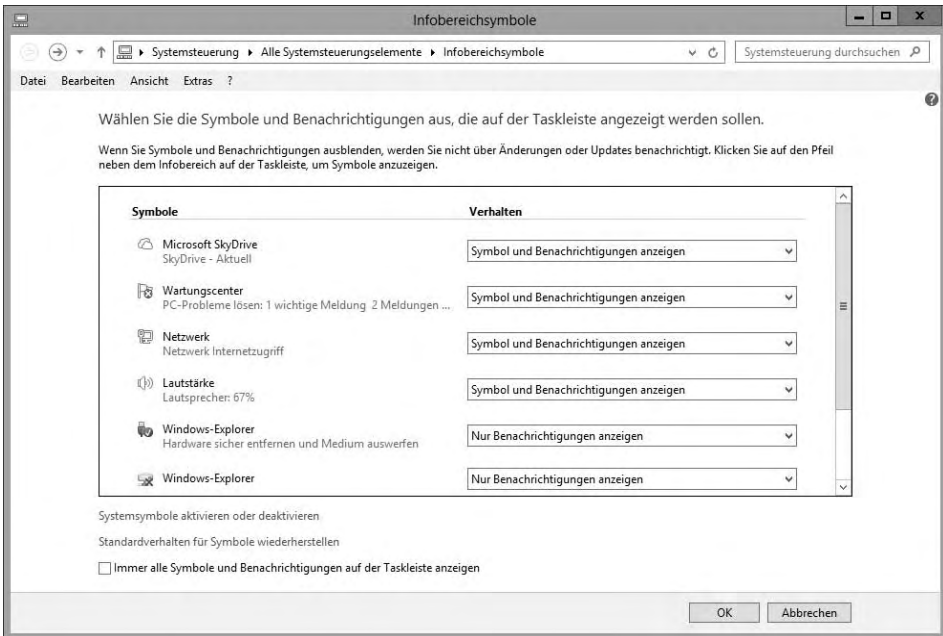 Infobereichsymbole
Systemsteuerung Alle Systemsteuerungselemente Infobereichsymbole
Systemsteuerung durchsuchen
Datei Bearbeiten Ansicht Extras ?
Wählen Sie die Symbole und Benachrichtigungen aus, die auf der Taskleiste angezeigt werden sollen.
Wenn Sie Symbole und Benachrichtigungen ausblenden, werden Sie nicht über Änderungen oder Updates benachrichtigt. Klicken Sie auf den Pfeil
neben dem Infobereich auf der Taskleiste, um Symbole anzuzeigen.
Symbole Verhalten
Microsoft SkyDrive
SkyDrive - Aktuell
Symbol und Benachrichtigungen anzeigen
Wartungscenter
PC-Probleme lösen: 1 wichtige Meldung 2 Meldungen ...
Symbol und Benachrichtigungen anzeigen
Netzwerk
Netzwerk Internetzugriff
Symbol und Benachrichtigungen anzeigen
Lautstärke
Lautsprecher: 67%
Symbol und Benachrichtigungen anzeigen
Windows-Explorer
Hardware sicher entfernen und Medium auswerfen
Nur Benachrichtigungen anzeigen
Windows-Explorer
Nur Benachrichtigungen anzeigen
Systemsymbole aktivieren oder deaktivieren
Standardverhalten für Symbole wiederherstellen
Immer alle Symbole und Benachrichtigungen auf der Taskleiste anzeigen
OK Abbrechen